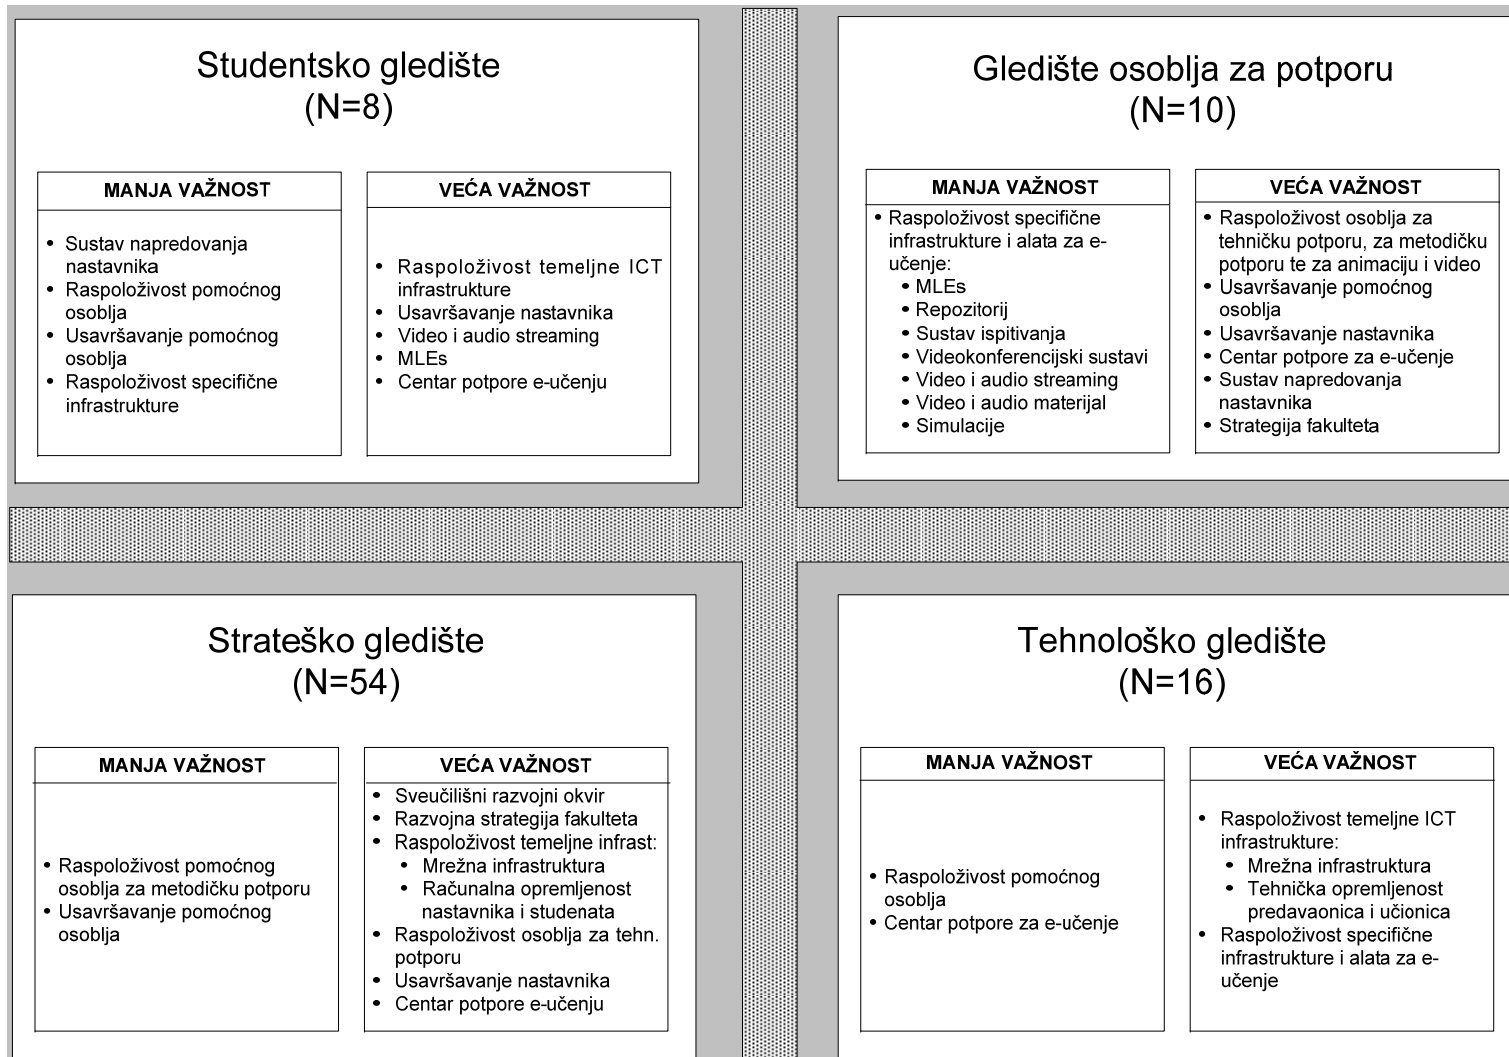 Studentsko gledište
(N=8)
MANJA VAŽNOST
• Sustav napredovanja
nastavnika
• Raspoloživost pomoćnog
osoblja
• Usavršavanje pomoćnog
osoblja
• Raspoloživost specifične
infrastrukture
VEĆA VAŽNOST
• Raspoloživost temeljne ICT
infrastrukture
• Usavršavanje nastavnika
• Video i audio streaming
• MLEs
• Centar potpore e-učenju
Gledište osoblja za potporu
(N=10)
MANJA VAŽNOST
• Raspoloživost specifične
infrastrukture i alata za e-
učenje:
• MLEs
• Repozitorij
• Sustav ispitivanja
• Videokonferencijski sustavi
• Video i audio streaming
• Video i audio materijal
• Simulacije
VEĆA VAŽNOST
• Raspoloživost osoblja za
tehničku potporu, za metodičku
potporu te za animaciju i video
• Usavršavanje pomoćnog
osoblja
• Usavršavanje nastavnika
• Centar potpore za e-učenje
• Sustav napredovanja
nastavnika
• Strategija fakulteta
Strateško gledište
(N=54)
MANJA VAŽNOST
• Raspoloživost pomoćnog
osoblja za metodičku potporu
• Usavršavanje pomoćnog
osoblja
VEĆA VAŽNOST
• Sveučilišni razvojni okvir
• Razvojna strategija fakulteta
• Raspoloživost temeljne infrast:
• Mrežna infrastruktura
• Računalna opremljenost
nastavnika i studenata
• Raspoloživost osoblja za tehn.
potporu
• Usavršavanje nastavnika
• Centar potpore e-učenju
Tehnološko gledište
(N=16)
MANJA VAŽNOST
• Raspoloživost pomoćnog
osoblja
• Centar potpore za e-učenje
VEĆA VAŽNOST
• Raspoloživost temeljne ICT
infrastrukture:
• Mrežna infrastruktura
• Tehnička opremljenost
predavaonica i učionica
• Raspoloživost specifične
infrastrukture i alata za e-
učenje